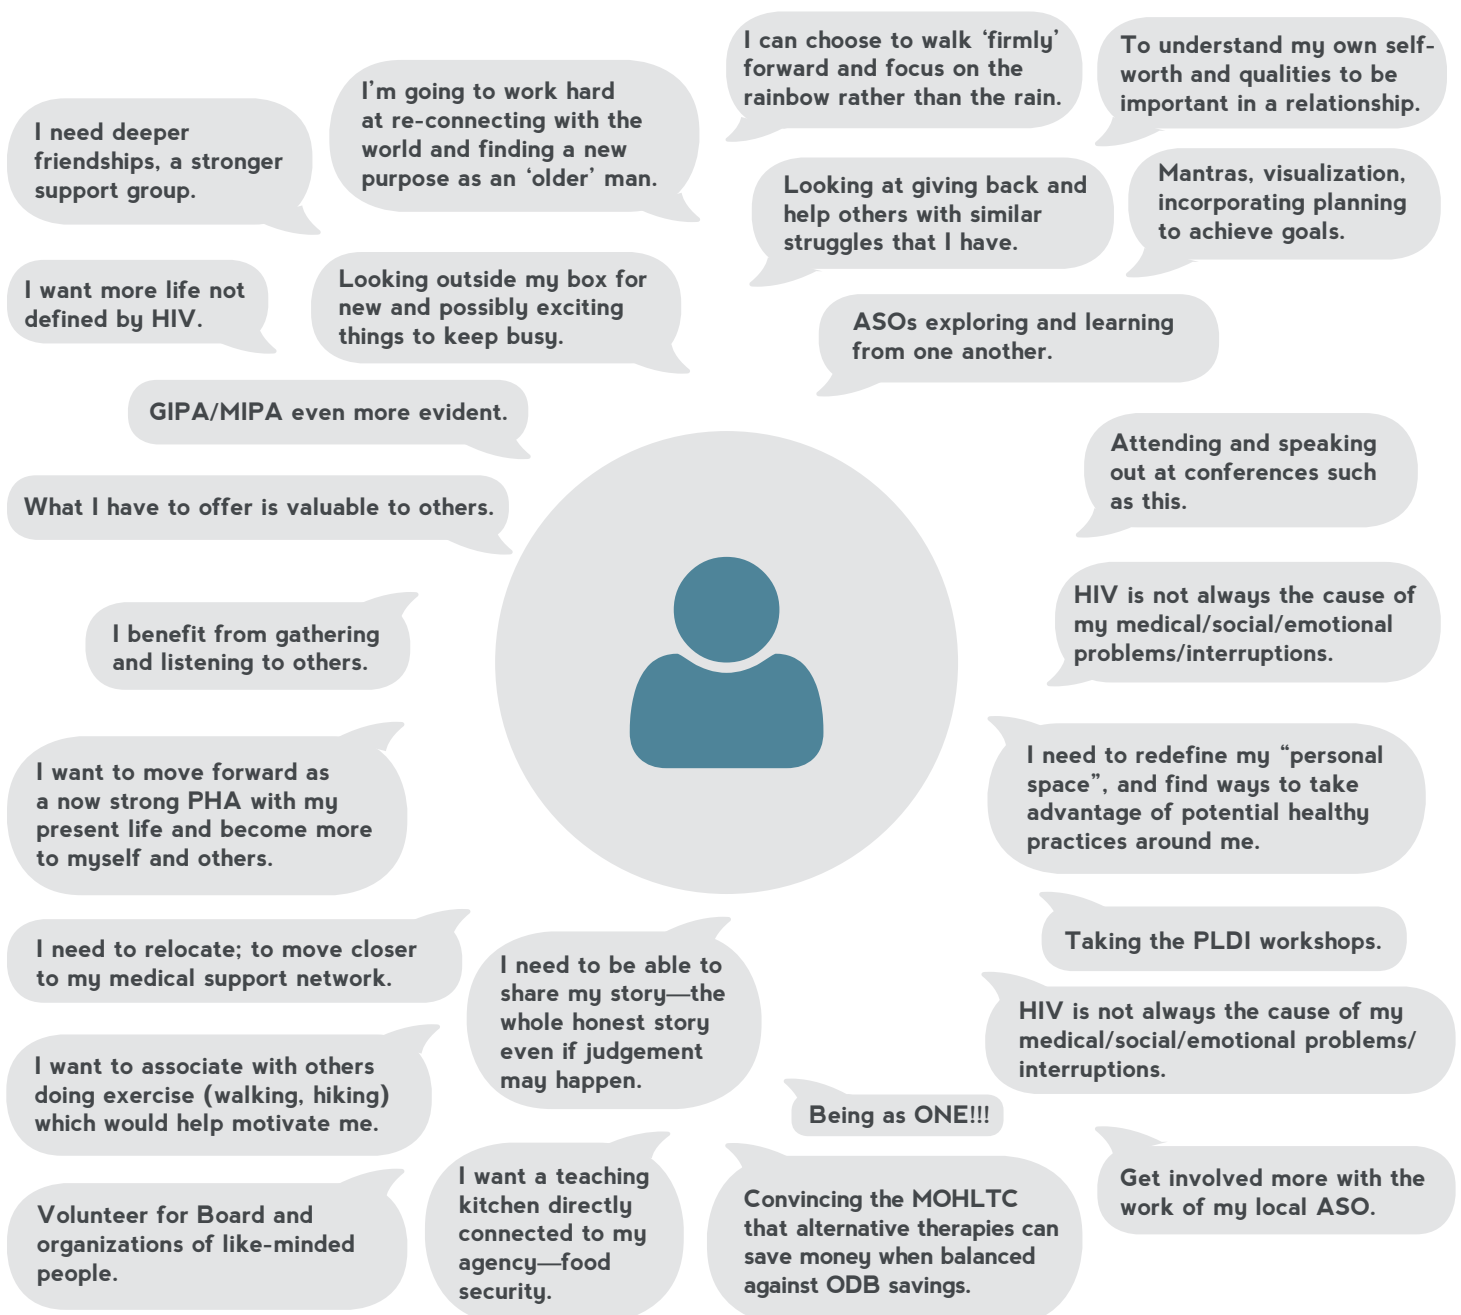 I can choose to walk ‘firmly’
forward and focus on the
rainbow rather than the rain.
To understand my own self-
worth and qualities to be
important in a relationship.
I’m going to work hard
at re-connecting with the
world and finding a new
purpose as an ‘older’ man.
I need deeper
friendships, a stronger
support group.
Looking at giving back and
help others with similar
struggles that I have.
Mantras, visualization,
incorporating planning
to achieve goals.
I want more life not
defined by HIV.
Looking outside my box for
new and possibly exciting
things to keep busy.
ASOs exploring and learning
from one another.
GIPA/MIPA even more evident.
Attending and speaking
out at conferences such
as this.
What I have to offer is valuable to others.
HIV is not always the cause of
my medical/social/emotional
problems/interruptions.
I benefit from gathering
and listening to others.
I need to redefine my “personal
space”, and find ways to take
advantage of potential healthy
practices around me.
I want to move forward as
a now strong PHA with my
present life and become more
to myself and others.
Taking the PLDI workshops.
I need to relocate; to move closer
to my medical support network.
I need to be able to
share my story—the
whole honest story
even if judgement
may happen.
HIV is not always the cause of my
medical/social/emotional problems/
interruptions.
I want to associate with others
doing exercise (walking, hiking)
which would help motivate me.
Being as ONE!!!
I want a teaching
kitchen directly
connected to my
agency—food
security.
Convincing the MOHLTC
that alternative therapies can
save money when balanced
against ODB savings.
Get involved more with the
work of my local ASO.
Volunteer for Board and
organizations of like-minded
people.